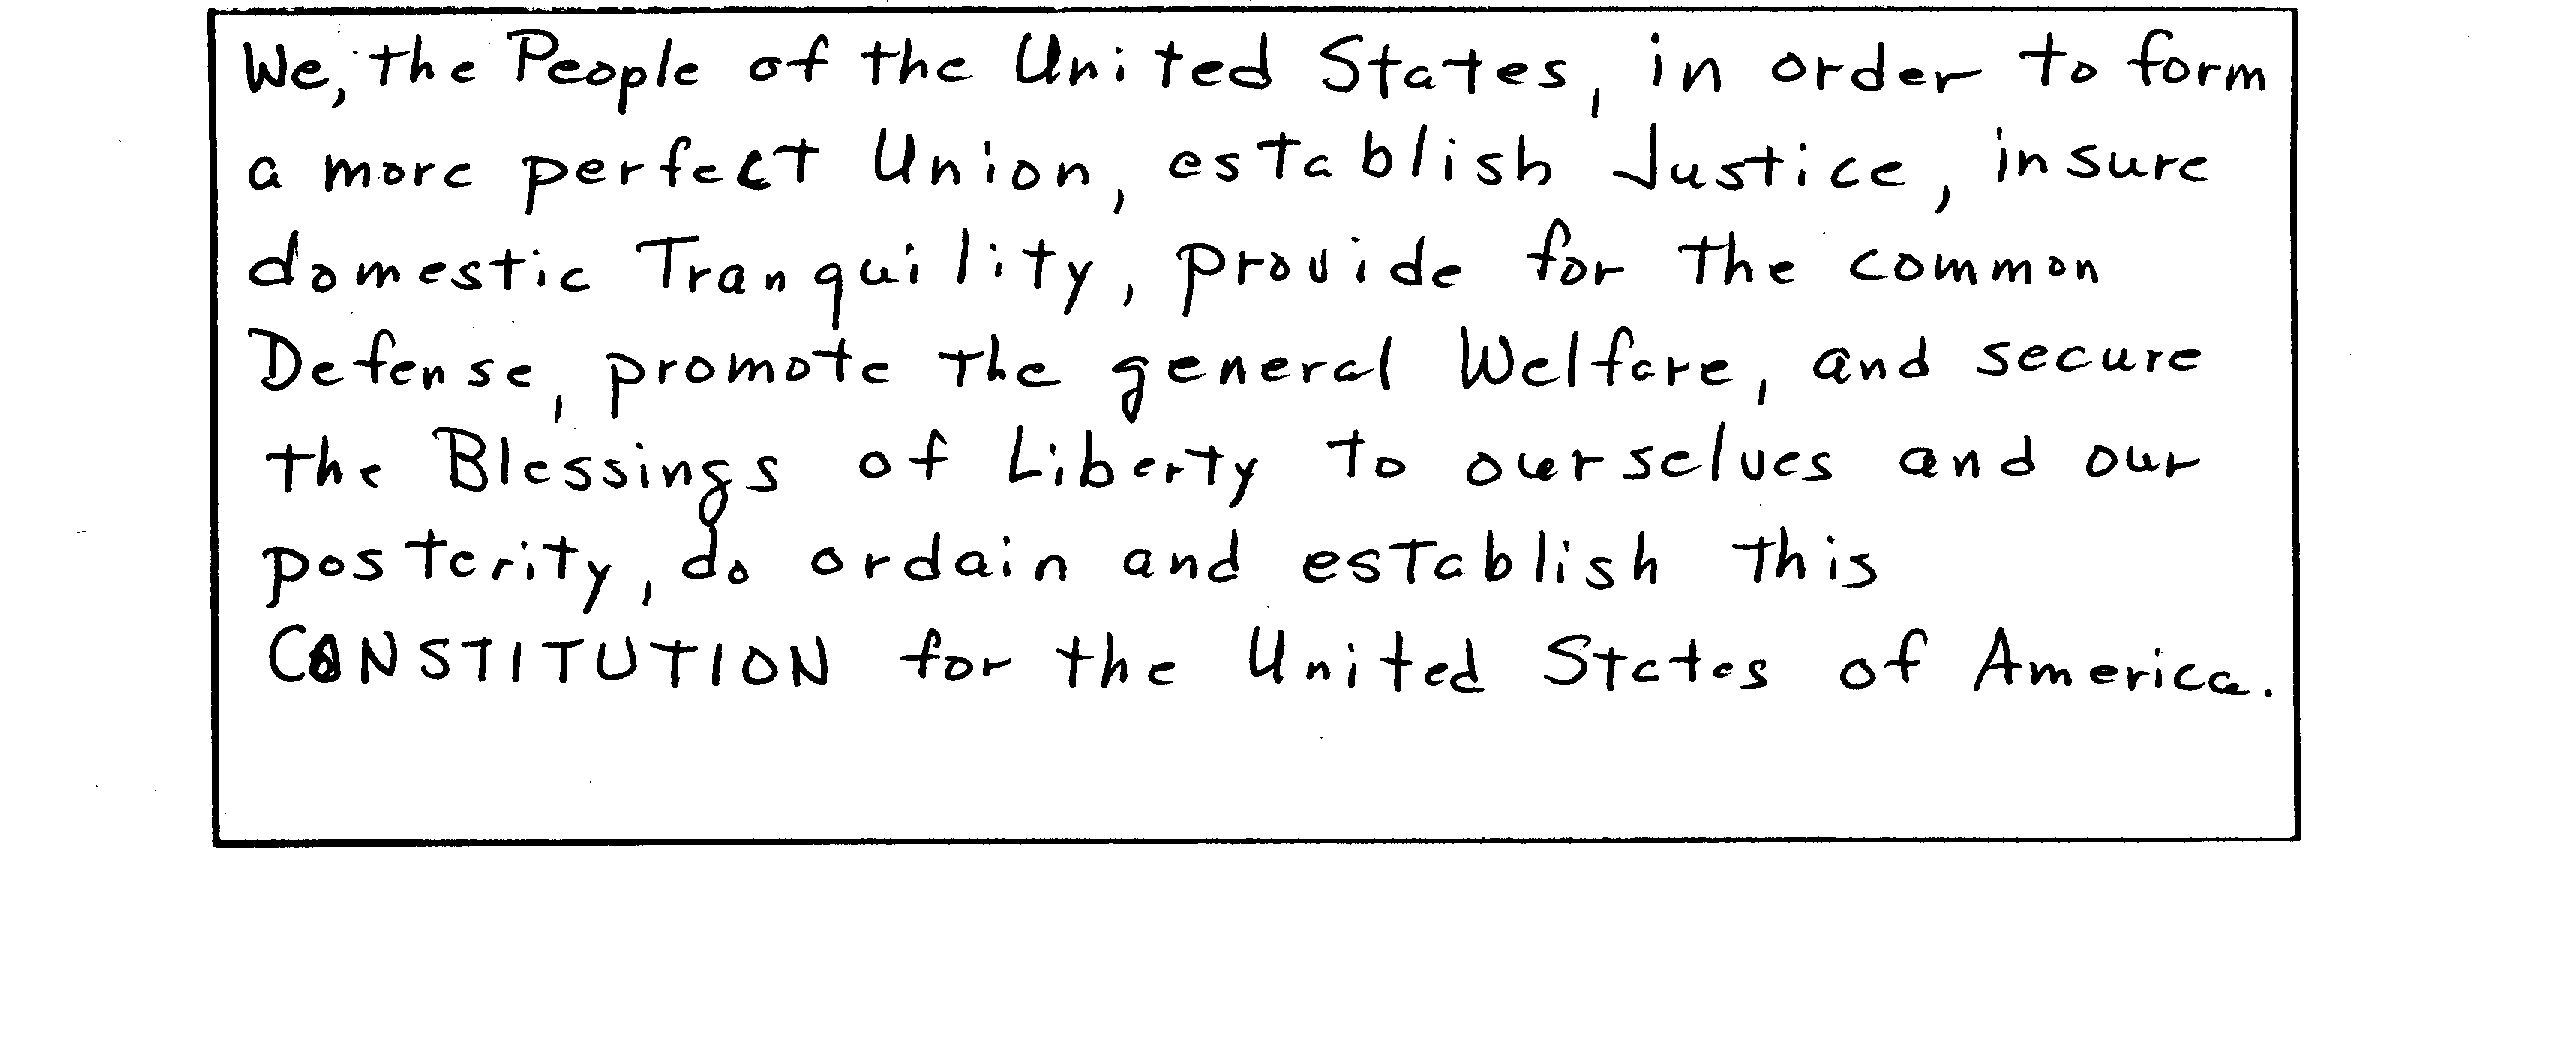 We, the People of the United States, in order to form
a more perfect Union, establish Justice, insure
domestic Tranquility, provide for the common
Defense, promote the general Welfare, and secure
the Blessings of Liberty to ourselves and our
posterity, do ordain and establish this
CONSTITUTION for the United States of America.